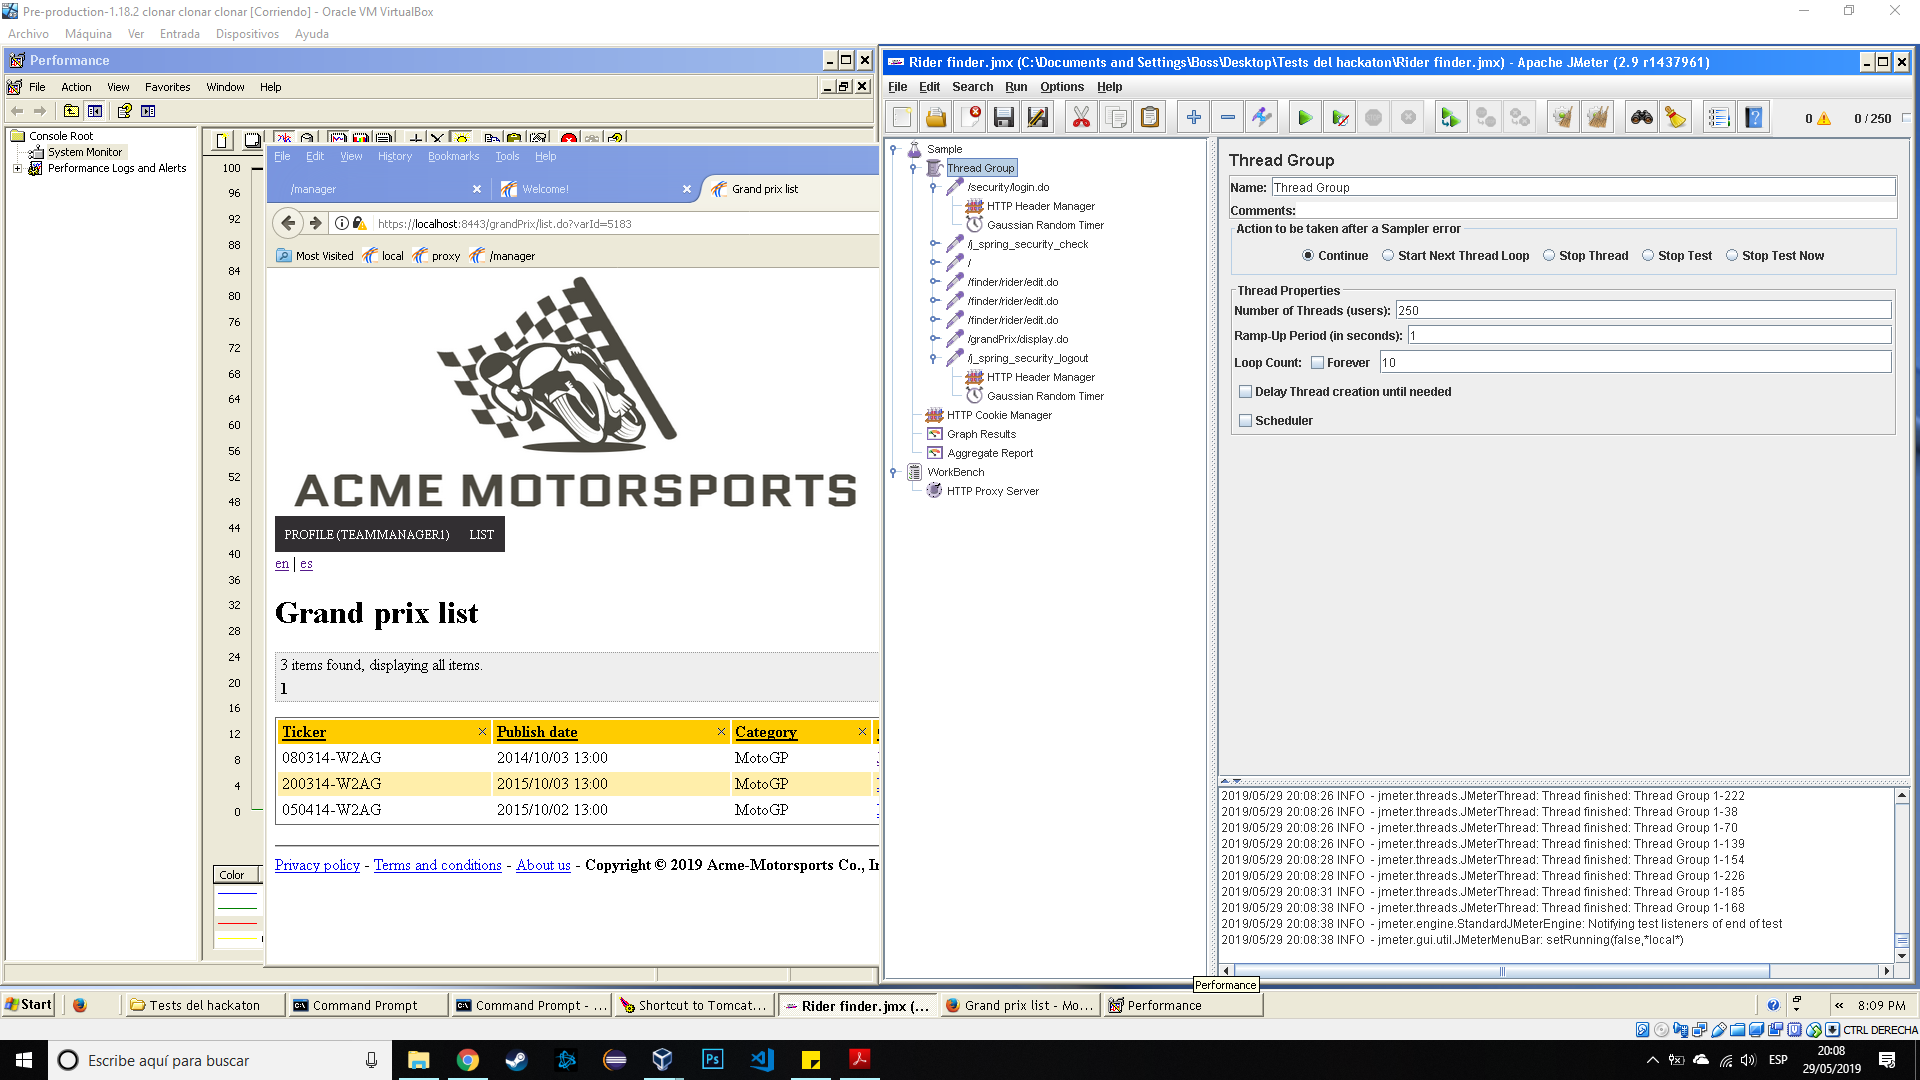 Pre-production-1.18.2 clonar clonar clonar [Corriendo] - Oracle VM VirtualBox
Archivo Máquina Ver Entrada Dispositivos Ayuda
Performance
File Action View Favorites Window Help
Console Root
System Monitor
Performance Logs and Alerts
100
96
92
88
84
80
76
72
68
64
60
56
52
48
44
40
36
32
28
24
20
16
12
8
4
0
Color
File Edit View History Bookmarks Tools Help
/manager
Welcome!
Grand prix list
https://localhost:8443/grandPrix/list.do?varId=5183
Most Visited local proxy /manager
ACME MOTORSPORTS
PROFILE (TEAMMANAGER1) LIST
en | es
Grand prix list
3 items found, displaying all items.
1
Ticker Publish date Category
080314-W2AG 2014/10/03 13:00 MotoGP
200314-W2AG 2015/10/03 13:00 MotoGP
050414-W2AG 2015/10/02 13:00 MotoGP
Privacy policy - Terms and conditions - About us - Copyright © 2019 Acme-Motorsports Co., In
Rider finder.jmx (C:\Documents and Settings\Boss\Desktop\Tests del hackaton\Rider finder.jmx) - Apache JMeter (2.9 r1437961)
File Edit Search Run Options Help
0 0 / 250
Sample
Thread Group
/security/login.do
HTTP Header Manager
Gaussian Random Timer
/j_spring_security_check
/
/finder/rider/edit.do
/finder/rider/edit.do
/finder/rider/edit.do
/grandPrix/display.do
/j_spring_security_logout
HTTP Header Manager
Gaussian Random Timer
HTTP Cookie Manager
Graph Results
Aggregate Report
WorkBench
HTTP Proxy Server
Thread Group
Name: Thread Group
Comments:
Action to be taken after a Sampler error
Continue Start Next Thread Loop Stop Thread Stop Test Stop Test Now
Thread Properties
Number of Threads (users): 250
Ramp-Up Period (in seconds): 1
Loop Count: Forever 10
Delay Thread creation until needed
Scheduler
2019/05/29 20:08:26 INFO - jmeter.threads.JMeterThread: Thread finished: Thread Group 1-222
2019/05/29 20:08:26 INFO - jmeter.threads.JMeterThread: Thread finished: Thread Group 1-38
2019/05/29 20:08:26 INFO - jmeter.threads.JMeterThread: Thread finished: Thread Group 1-70
2019/05/29 20:08:26 INFO - jmeter.threads.JMeterThread: Thread finished: Thread Group 1-139
2019/05/29 20:08:28 INFO - jmeter.threads.JMeterThread: Thread finished: Thread Group 1-154
2019/05/29 20:08:28 INFO - jmeter.threads.JMeterThread: Thread finished: Thread Group 1-226
2019/05/29 20:08:31 INFO - jmeter.threads.JMeterThread: Thread finished: Thread Group 1-185
2019/05/29 20:08:38 INFO - jmeter.threads.JMeterThread: Thread finished: Thread Group 1-168
2019/05/29 20:08:38 INFO - jmeter.engine.StandardJMeterEngine: Notifying test listeners of end of test
2019/05/29 20:08:38 INFO - jmeter.gui.util.JMeterMenuBar: setRunning(false,*local*)
Performance
Start Tests del hackaton Command Prompt Command Prompt - ... Shortcut to Tomcat... Rider finder.jmx (... Grand prix list - Mo... Performance 8:09 PM
CTRL DERECHA
Escribe aquí para buscar
Ps
ESP
20:08
29/05/2019